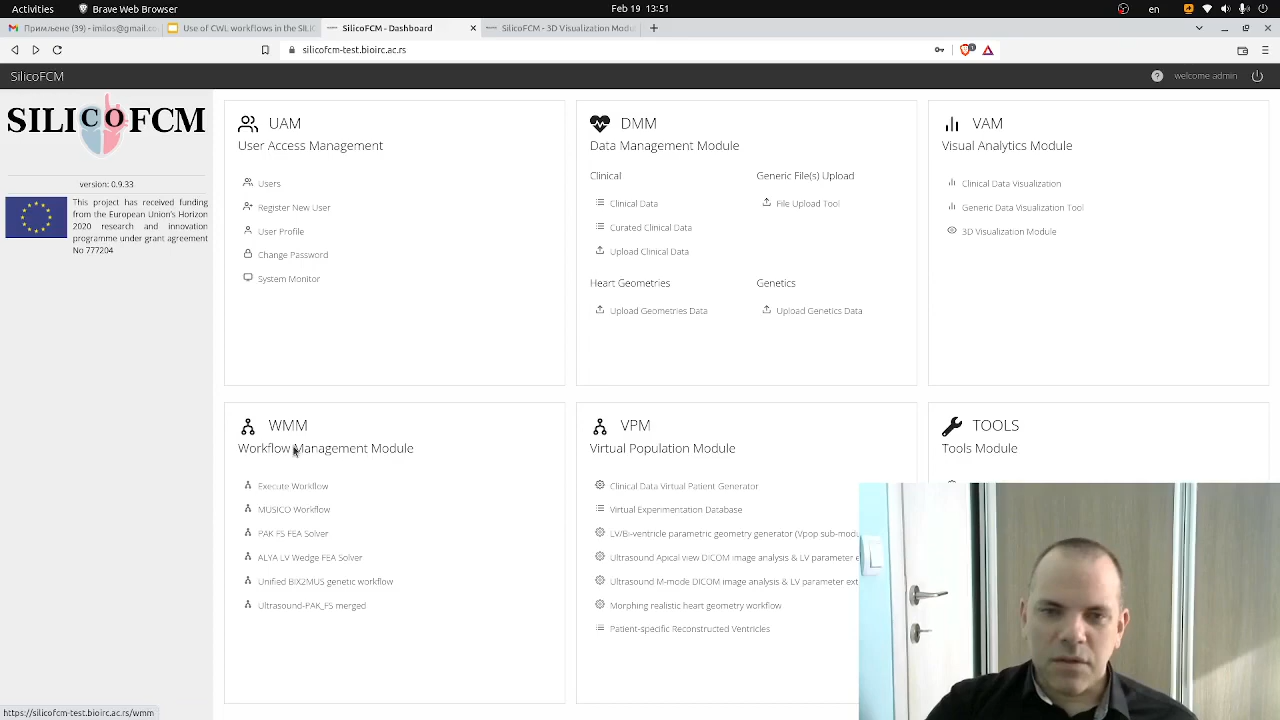 Activities
Brave Web Browser
Feb 19 13:51
en
Примљене (39) - imilos@gmail.co
Use of CWL workflows in the SILI
SilicoFCM - Dashboard
SilicoFCM - 3D Visualization Modu
silicofcm-test.bioirc.ac.rs
SilicoFCM
welcome admin
SILICOFCM
version: 0.9.33
This project has received funding
from the European Union's Horizon
2020 research and innovation
programme under grant agreement
No 777204
UAM
User Access Management
Users
Register New User
User Profile
Change Password
System Monitor
DMM
Data Management Module
Clinical
Generic File(s) Upload
Clinical Data
File Upload Tool
Curated Clinical Data
Upload Clinical Data
Heart Geometries
Genetics
Upload Geometries Data
Upload Genetics Data
VAM
Visual Analytics Module
Clinical Data Visualization
Generic Data Visualization Tool
3D Visualization Module
WMM
Workflow Management Module
Execute Workflow
MUSICO Workflow
PAK FS FEA Solver
ALYA LV Wedge FEA Solver
Unified BIX2MUS genetic workflow
Ultrasound-PAK_FS merged
VPM
Virtual Population Module
Clinical Data Virtual Patient Generator
Virtual Experimentation Database
LV/Bi-ventricle parametric geometry generator (Vpop sub-modu
Ultrasound Apical view DICOM image analysis & LV parameter e
Ultrasound M-mode DICOM image analysis & LV parameter ext
Morphing realistic heart geometry workflow
Patient-specific Reconstructed Ventricles
TOOLS
Tools Module
https://silicofcm-test.bioirc.ac.rs/wmm